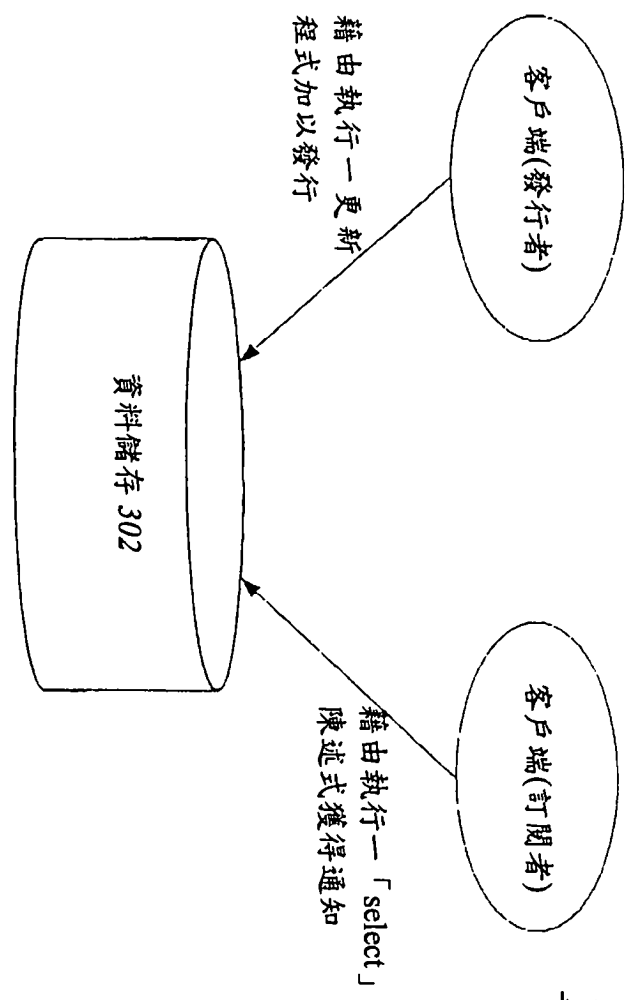 客戶端(發行者)
藉由執行一更新
程式加以發行
客戶端(訂閱者)
藉由執行一「select」
陳述式獲得通知
資料儲存 302